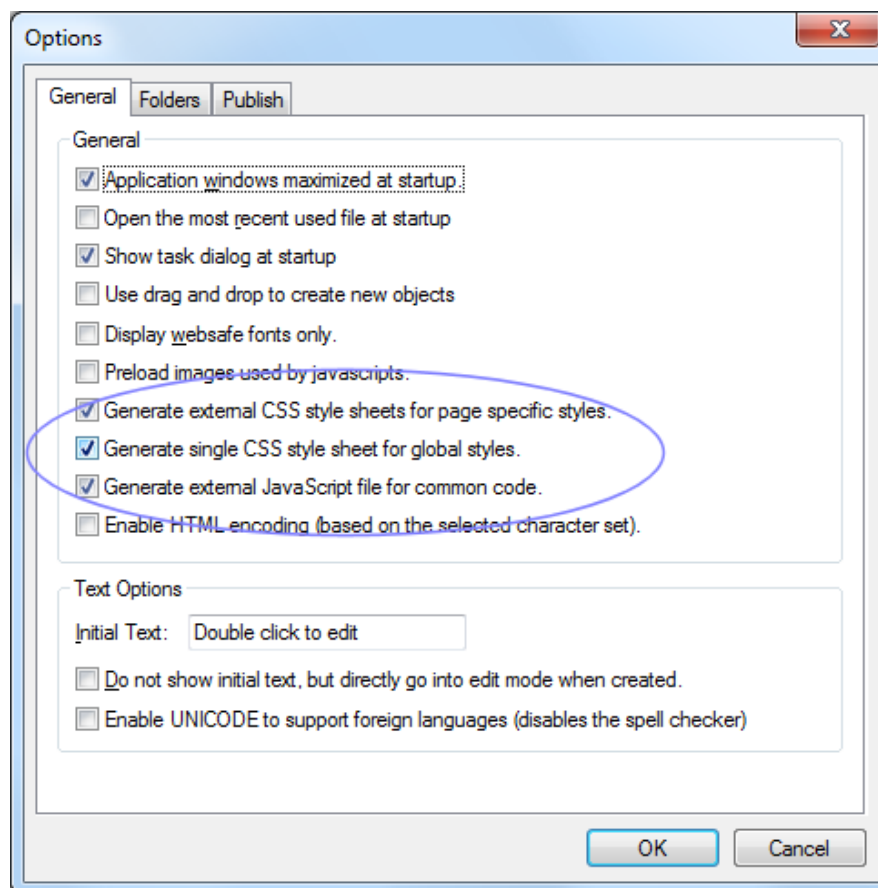 Options
General Folders Publish
General
Application windows maximized at startup.
Open the most recent used file at startup
Show task dialog at startup
Use drag and drop to create new objects
Display websafe fonts only.
Preload images used by javascripts.
Generate external CSS style sheets for page specific styles.
Generate single CSS style sheet for global styles.
Generate external JavaScript file for common code.
Enable HTML encoding (based on the selected character set).
Text Options
Initial Text: Double click to edit
Do not show initial text, but directly go into edit mode when created.
Enable UNICODE to support foreign languages (disables the spell checker)
OK Cancel